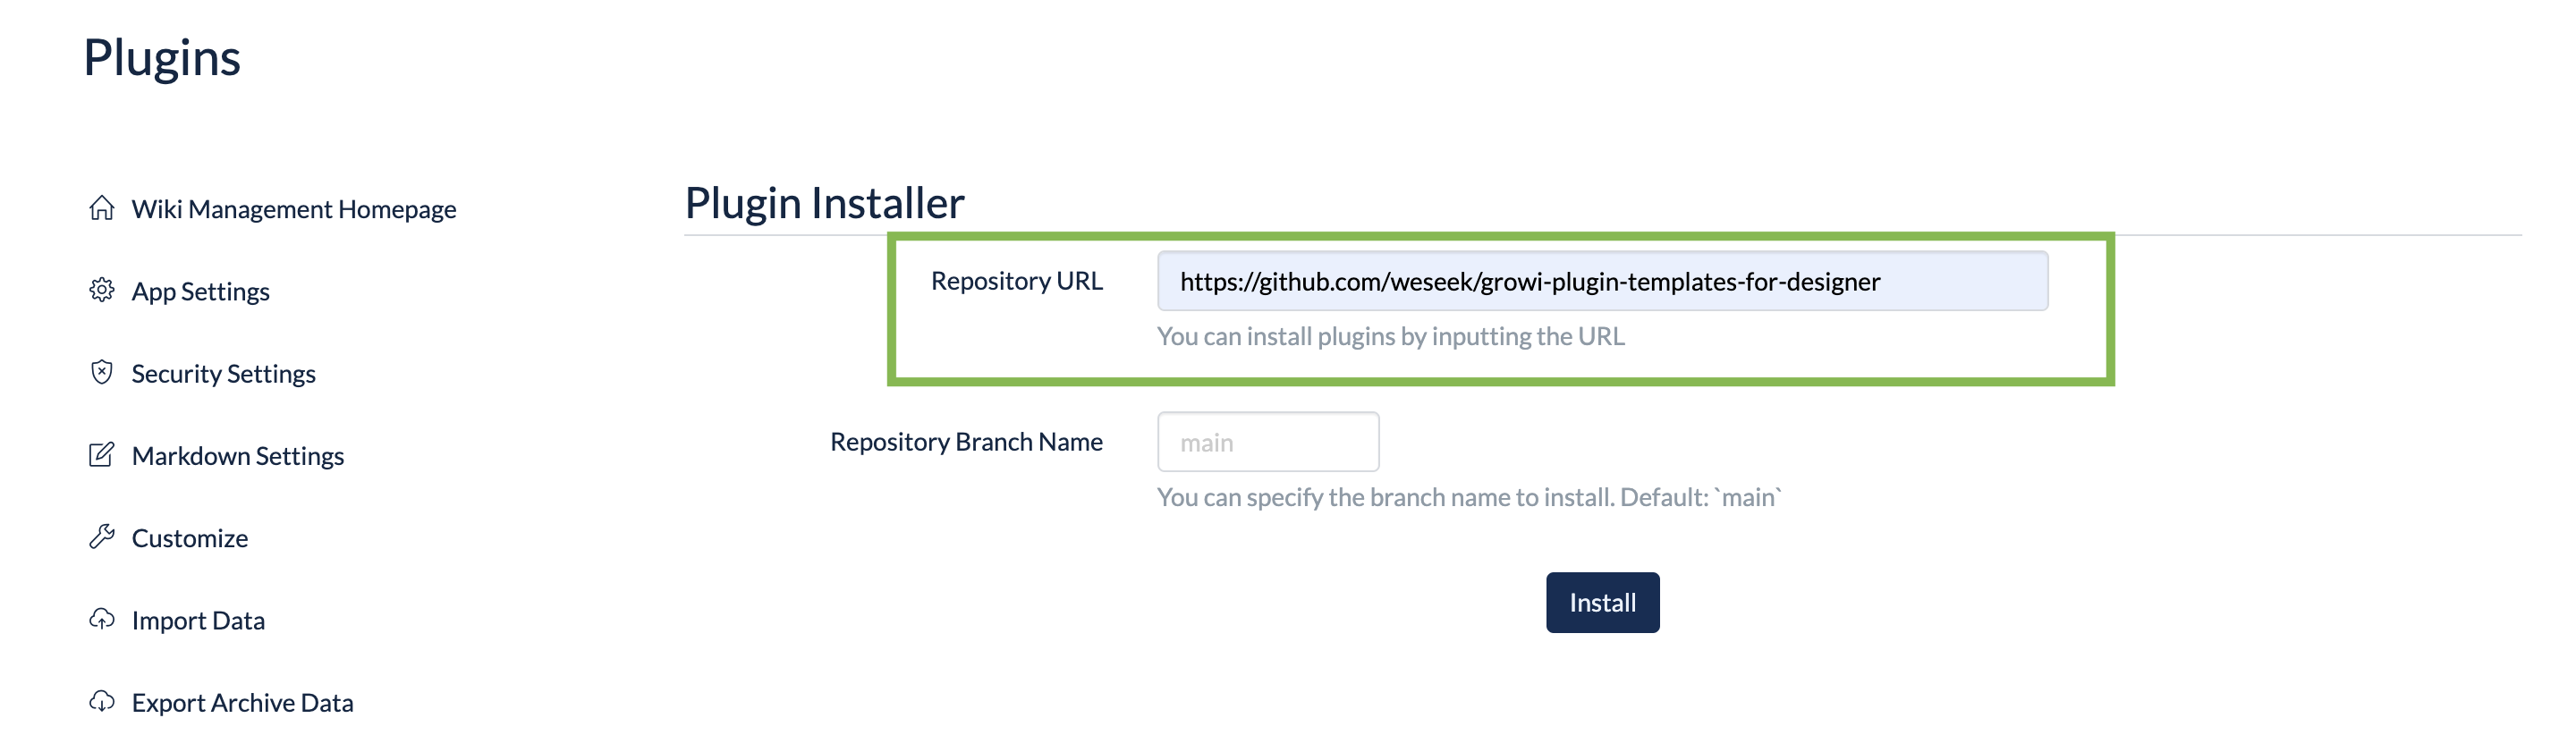 Plugins
Wiki Management Homepage
App Settings
Security Settings
Markdown Settings
Customize
Import Data
Export Archive Data
Plugin Installer
Repository URL
https://github.com/weseek/growi-plugin-templates-for-designer
You can install plugins by inputting the URL
Repository Branch Name
main
You can specify the branch name to install. Default: `main`
Install